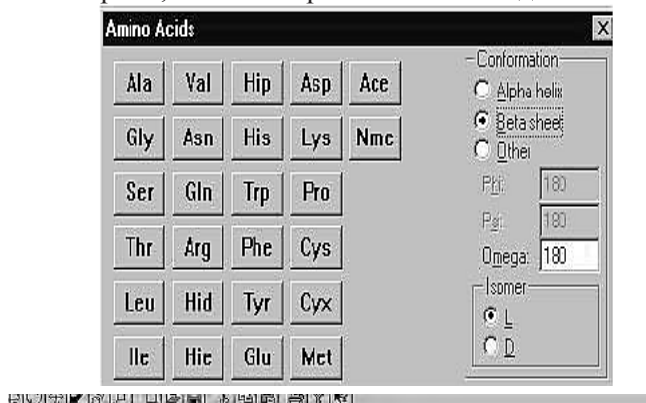 Amino Acids X
Ala Val Hip Asp Ace
Gly Asn His Lys Nmc
Ser Gln Trp Pro
Thr Arg Phe Cys
Leu Hid Tyr Cyx
Ile Hie Glu Met
Conformation
Alpha helix
Beta sheet
Other
Phi: 180
Psi: 180
Omega: 180
Isomer
L
D